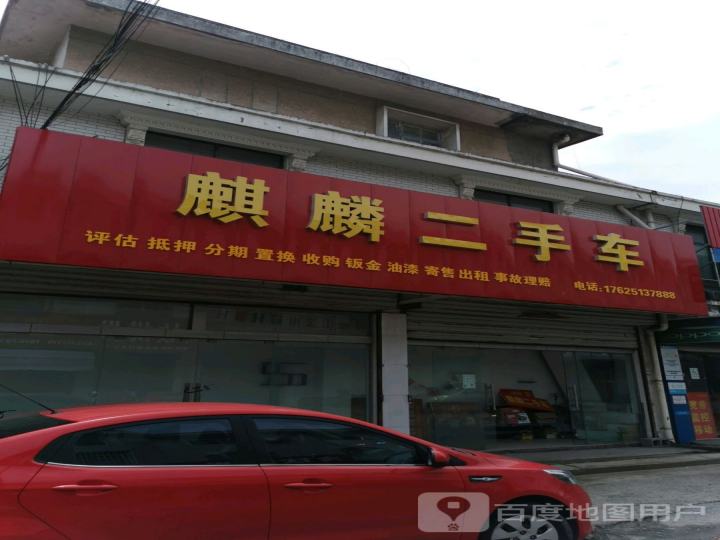 麒麟二手车
评估 抵押 分期 置换 收购 钣金 油漆 寄售 出租 事故理赔 电话:17625137888
百度地图用户